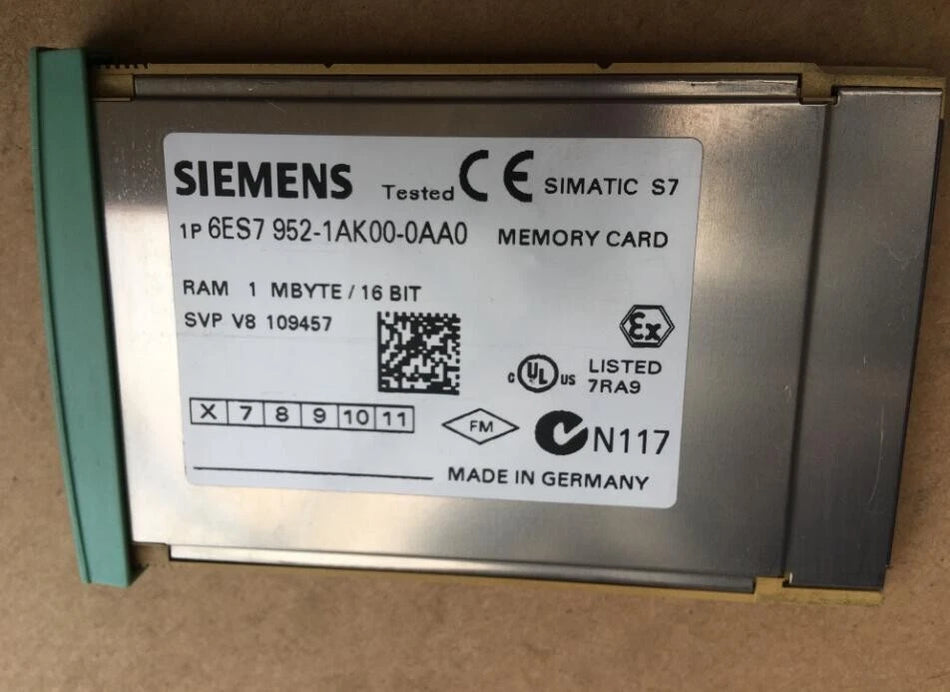 SIEMENS Tested CE SIMATIC S7
1P 6ES7 952-1AK00-0AA0 MEMORY CARD
RAM 1 MBYTE / 16 BIT
SVP V8 109457
Ex
c UL US LISTED
7RA9
X 7 8 9 10 11
FM
N117
MADE IN GERMANY